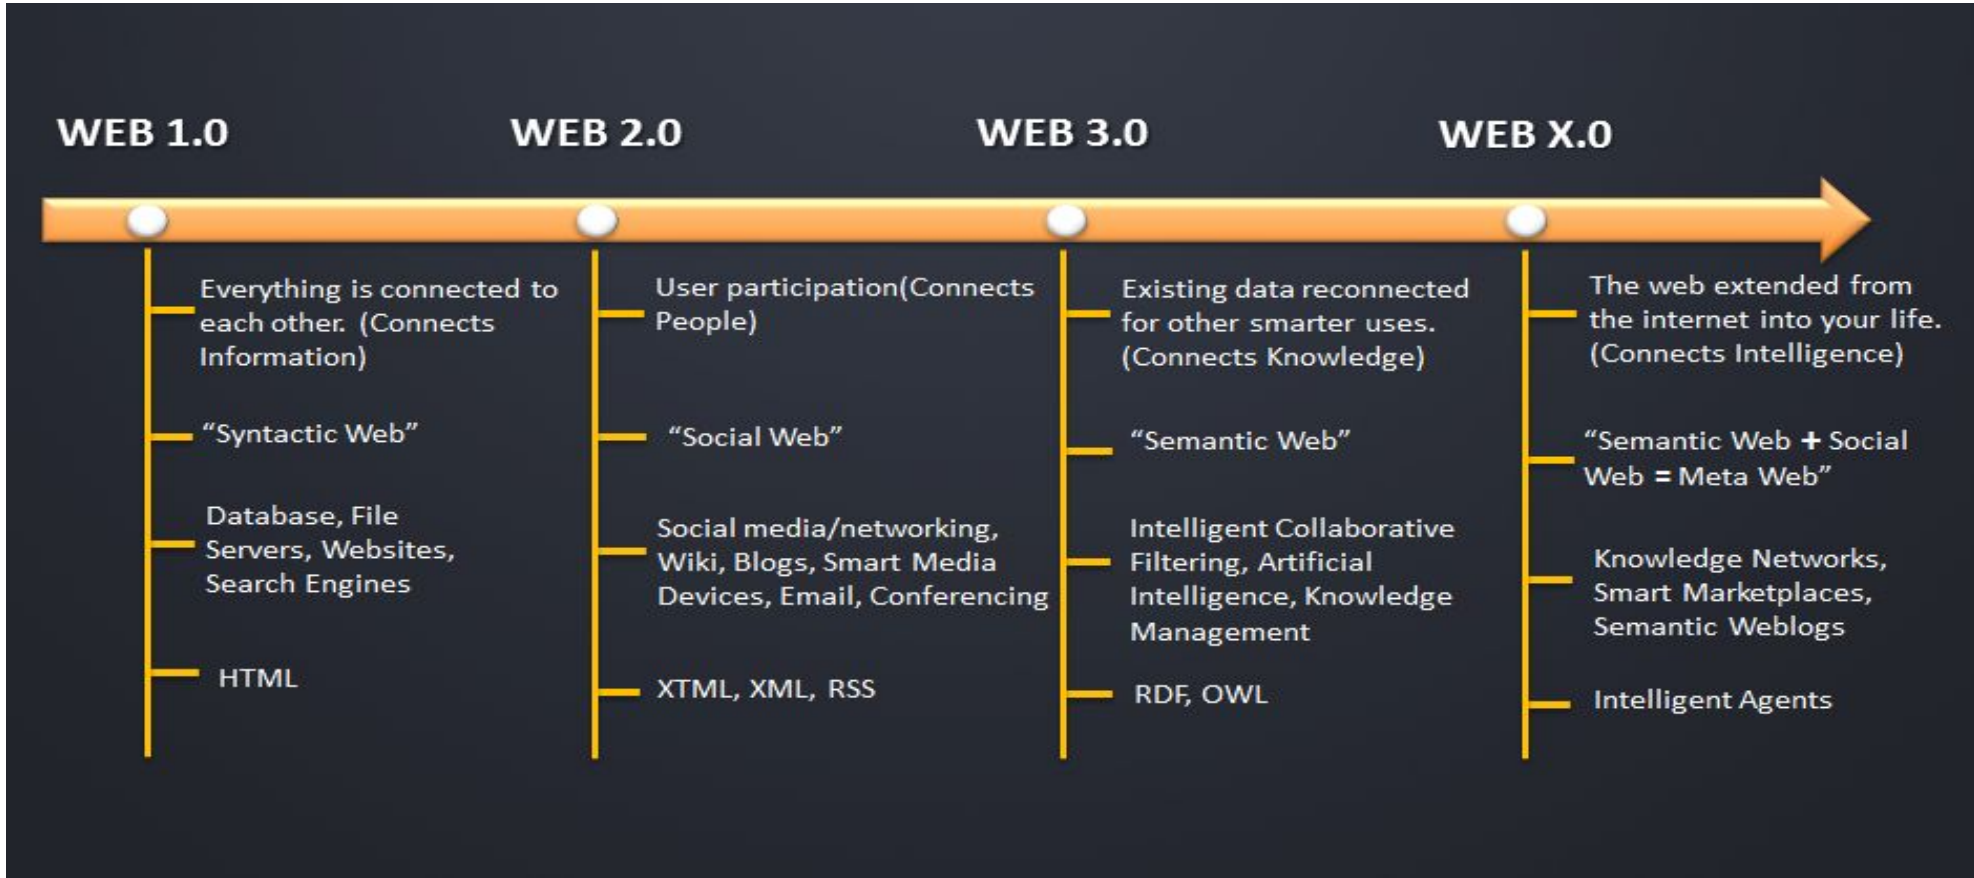 WEB 1.0
WEB 2.0
WEB 3.0
WEB X.0
Everything is connected to
each other. (Connects
Information)
“Syntactic Web”
Database, File
Servers, Websites,
Search Engines
HTML
User participation(Connects
People)
“Social Web”
Social media/networking,
Wiki, Blogs, Smart Media
Devices, Email, Conferencing
XTML, XML, RSS
Existing data reconnected
for other smarter uses.
(Connects Knowledge)
“Semantic Web”
Intelligent Collaborative
Filtering, Artificial
Intelligence, Knowledge
Management
RDF, OWL
The web extended from
the internet into your life.
(Connects Intelligence)
“Semantic Web + Social
Web = Meta Web”
Knowledge Networks,
Smart Marketplaces,
Semantic Weblogs
Intelligent Agents